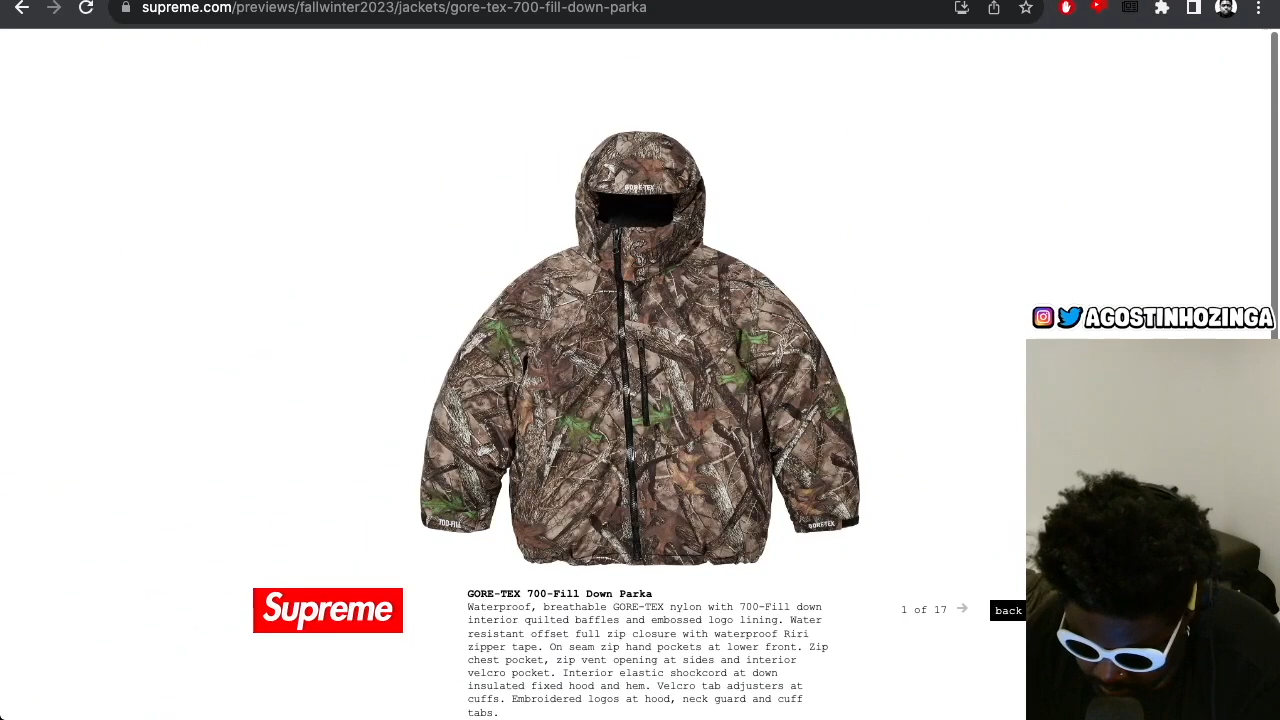 supreme.com/previews/fallwinter2023/jackets/gore-tex-700-fill-down-parka
GORE-TEX
AGOSTINHOZINGA
700-FILL
GORE-TEX
Supreme
GORE-TEX 700-Fill Down Parka
Waterproof, breathable GORE-TEX nylon with 700-Fill down
interior quilted baffles and embossed logo lining. Water
resistant offset full zip closure with waterproof Riri
zipper tape. On seam zip hand pockets at lower front. Zip
chest pocket, zip vent opening at sides and interior
velcro pocket. Interior elastic shockcord at down
insulated fixed hood and hem. Velcro tab adjusters at
cuffs. Embroidered logos at hood, neck guard and cuff
tabs.
1 of 17
back